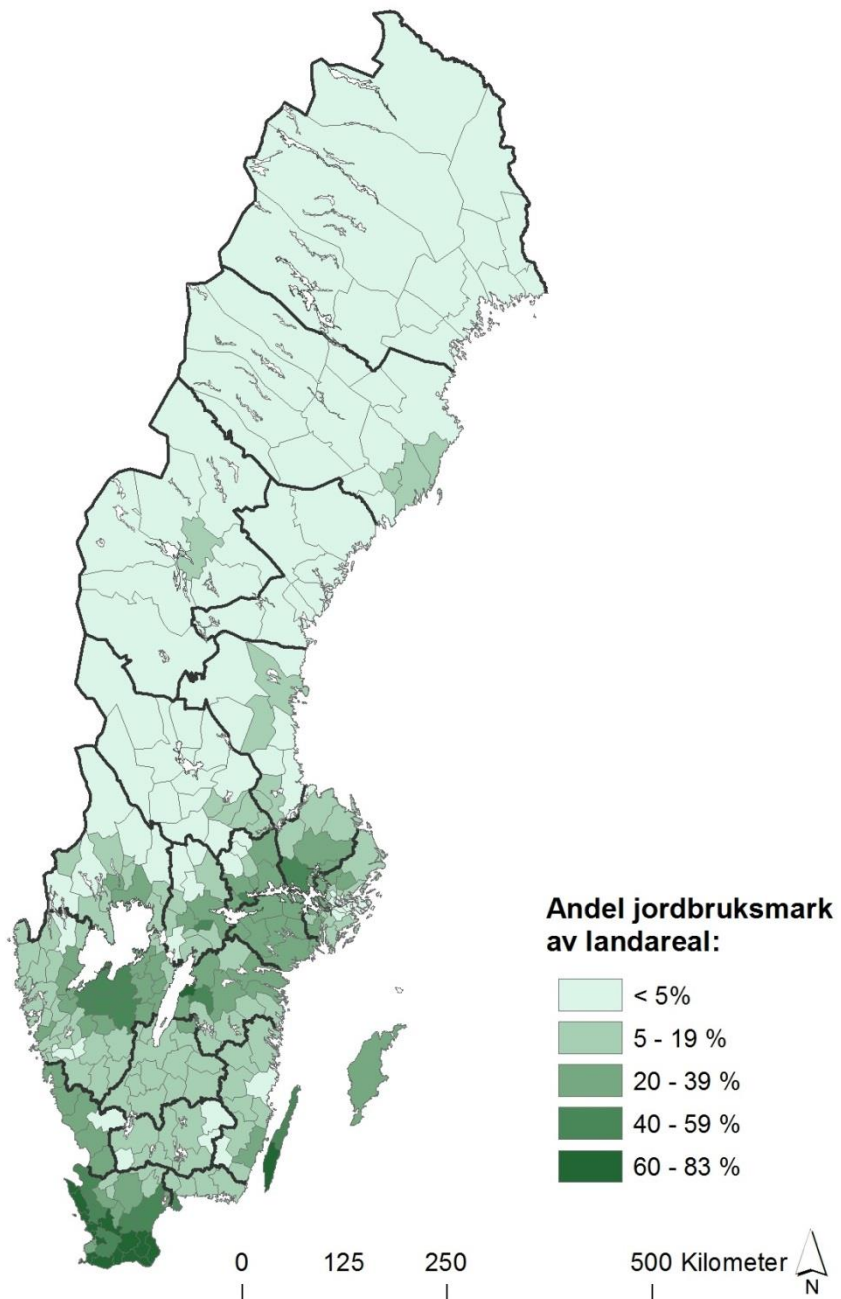 Andel jordbruksmark
av landareal:
< 5%
5 - 19 %
20 - 39 %
40 - 59 %
60 - 83 %
0 125 250 500 Kilometer
N